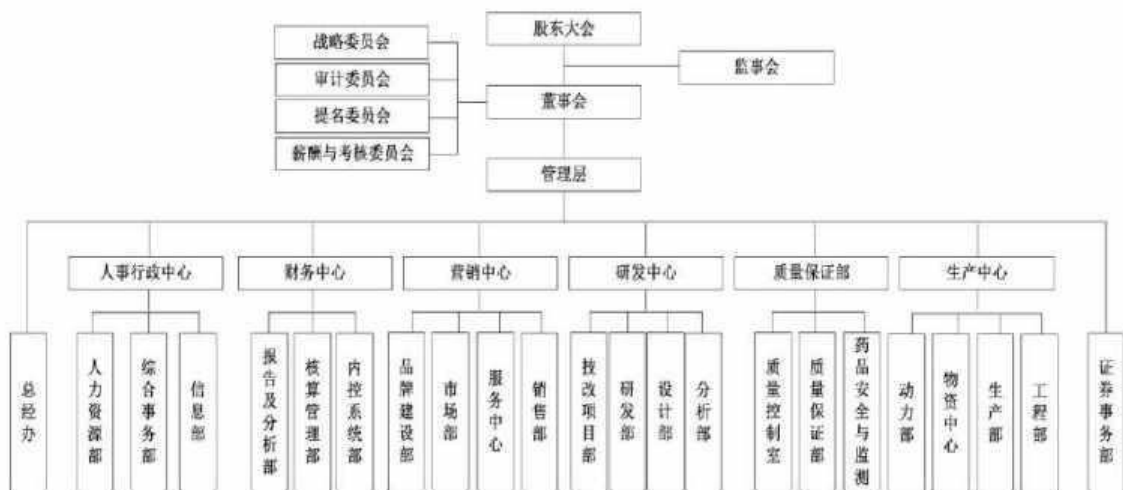 股东大会
战略委员会
监事会
审计委员会
董事会
提名委员会
薪酬与考核委员会
管理层
人事行政中心
财务中心
营销中心
研发中心
质量保证部
生产中心
总经办
人力资源部
综合事务部
信息部
报告及分析部
核算管理部
内控系统部
品牌建设部
市场部
服务中心
销售部
技改项目部
研发部
设计部
分析部
质量控制室
质量保证部
药品安全与监测
动力部
物资中心
生产部
工程部
证券事务部